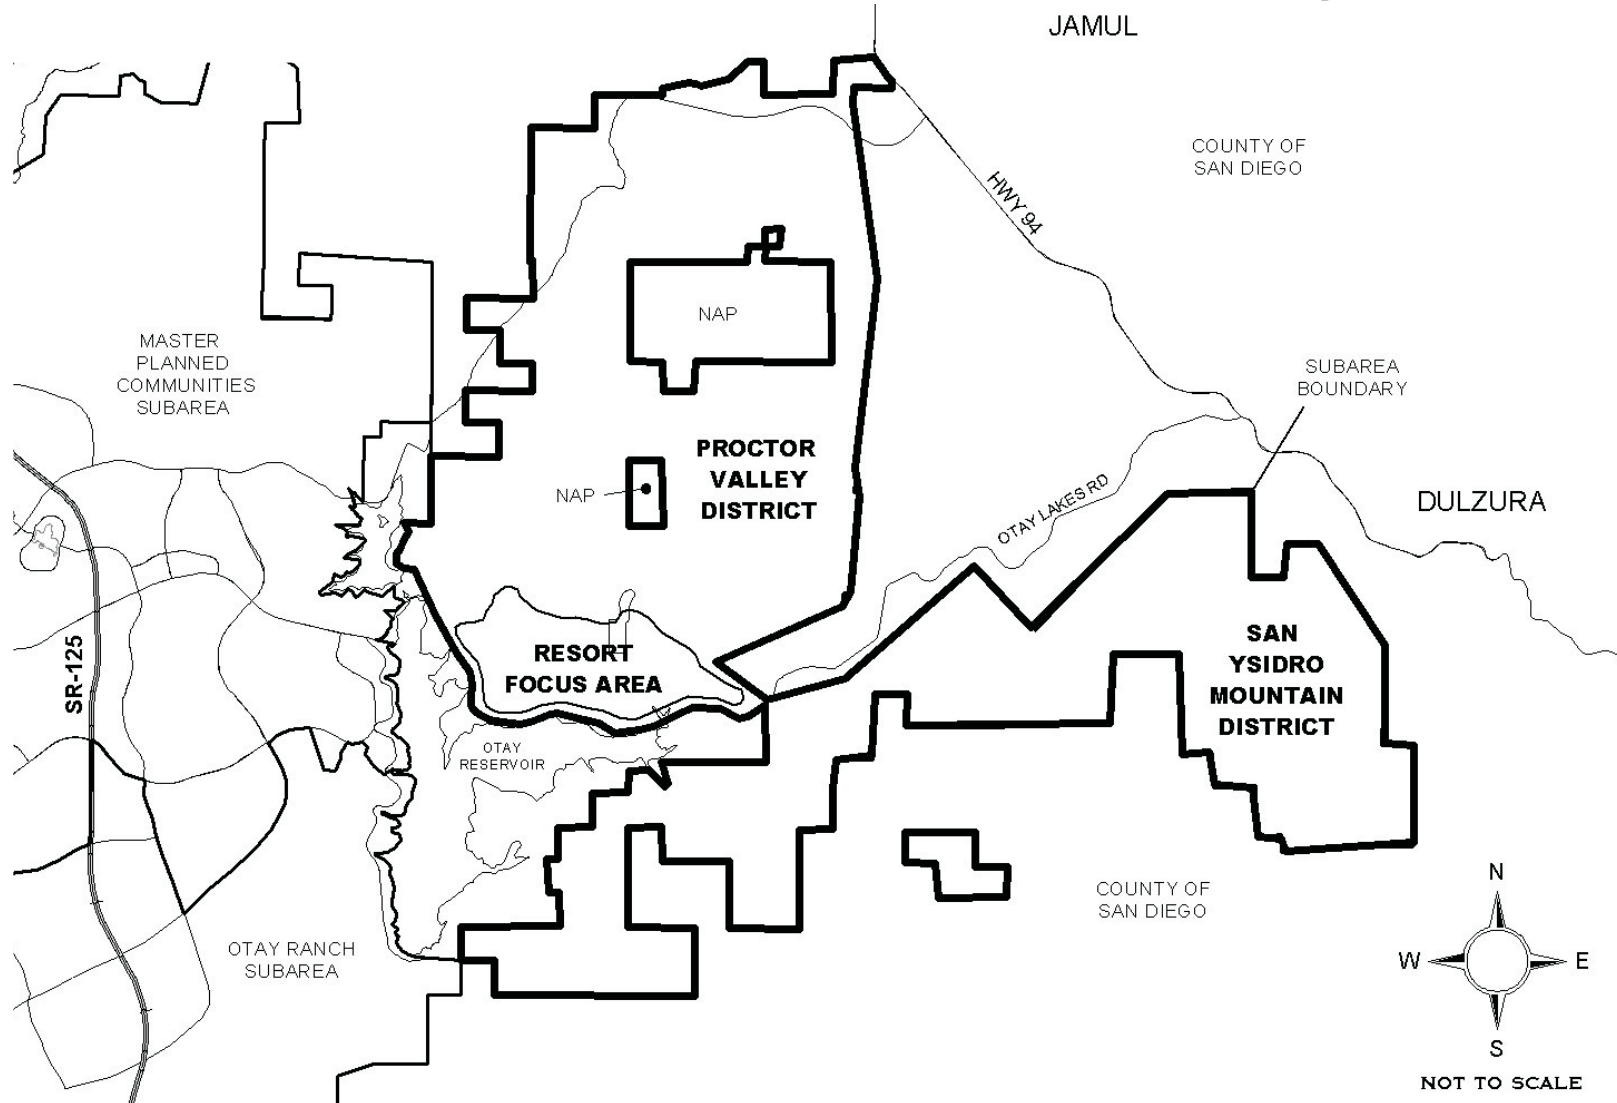 JAMUL
COUNTY OF
SAN DIEGO
HWY 94
NAP
MASTER
PLANNED
COMMUNITIES
SUBAREA
SUBAREA
BOUNDARY
PROCTOR
VALLEY
DISTRICT
NAP
OTAY LAKES RD
DULZURA
RESORT
FOCUS AREA
SAN
YSIDRO
MOUNTAIN
DISTRICT
SR-125
OTAY
RESERVOIR
COUNTY OF
SAN DIEGO
OTAY RANCH
SUBAREA
N
W
E
S
NOT TO SCALE